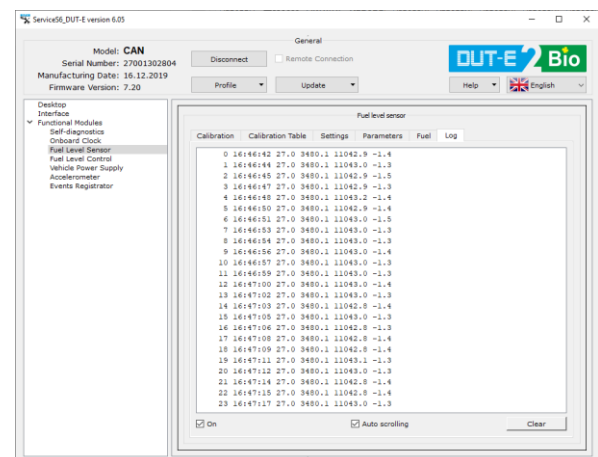 ServiceS6_DUT-E version 6.05
General
Model: CAN
Serial Number: 27001302804
Manufacturing Date: 16.12.2019
Firmware Version: 7.20
Disconnect
Remote Connection
Profile
Update
DUT-E 2 Bio
Help
English
Desktop
Interface
Functional Modules
Self-diagnostics
Onboard Clock
Fuel Level Sensor
Fuel Level Control
Vehicle Power Supply
Accelerometer
Events Registrator
Fuel level sensor
Calibration Calibration Table Settings Parameters Fuel Log
0 16:46:42 27.0 3480.1 11042.9 -1.4
1 16:46:44 27.0 3480.1 11043.0 -1.3
2 16:46:45 27.0 3480.1 11042.9 -1.5
3 16:46:47 27.0 3480.1 11042.9 -1.3
4 16:46:48 27.0 3480.1 11043.2 -1.4
5 16:46:50 27.0 3480.1 11042.9 -1.4
6 16:46:51 27.0 3480.1 11043.0 -1.5
7 16:46:53 27.0 3480.1 11043.0 -1.3
8 16:46:54 27.0 3480.1 11043.0 -1.3
9 16:46:56 27.0 3480.1 11043.0 -1.4
10 16:46:57 27.0 3480.1 11043.0 -1.3
11 16:46:59 27.0 3480.1 11043.0 -1.3
12 16:47:00 27.0 3480.1 11043.0 -1.4
13 16:47:02 27.0 3480.1 11043.0 -1.3
14 16:47:03 27.0 3480.1 11042.8 -1.4
15 16:47:05 27.0 3480.1 11043.0 -1.3
16 16:47:06 27.0 3480.1 11042.8 -1.3
17 16:47:08 27.0 3480.1 11042.8 -1.4
18 16:47:09 27.0 3480.1 11042.8 -1.4
19 16:47:11 27.0 3480.1 11043.1 -1.3
20 16:47:12 27.0 3480.1 11043.0 -1.3
21 16:47:14 27.0 3480.1 11042.8 -1.4
22 16:47:15 27.0 3480.1 11042.8 -1.4
23 16:47:17 27.0 3480.1 11043.0 -1.3
On
Auto scrolling
Clear